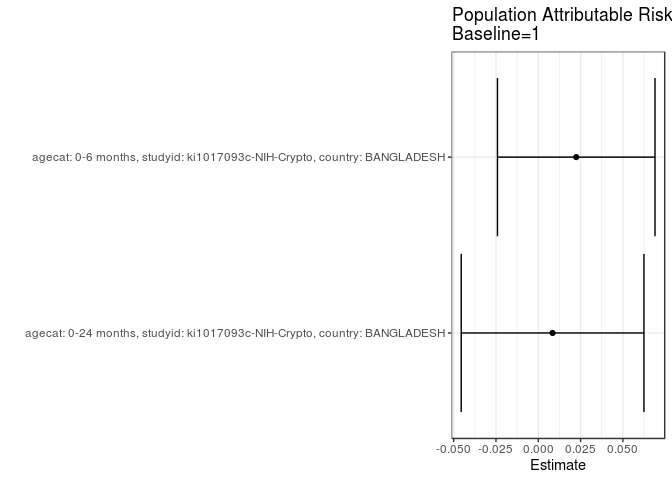 Population Attributable Risk
Baseline=1
agecat: 0-6 months, studyid: ki1017093c-NIH-Crypto, country: BANGLADESH
agecat: 0-24 months, studyid: ki1017093c-NIH-Crypto, country: BANGLADESH
-0.050 -0.025 0.000 0.025 0.050
Estimate